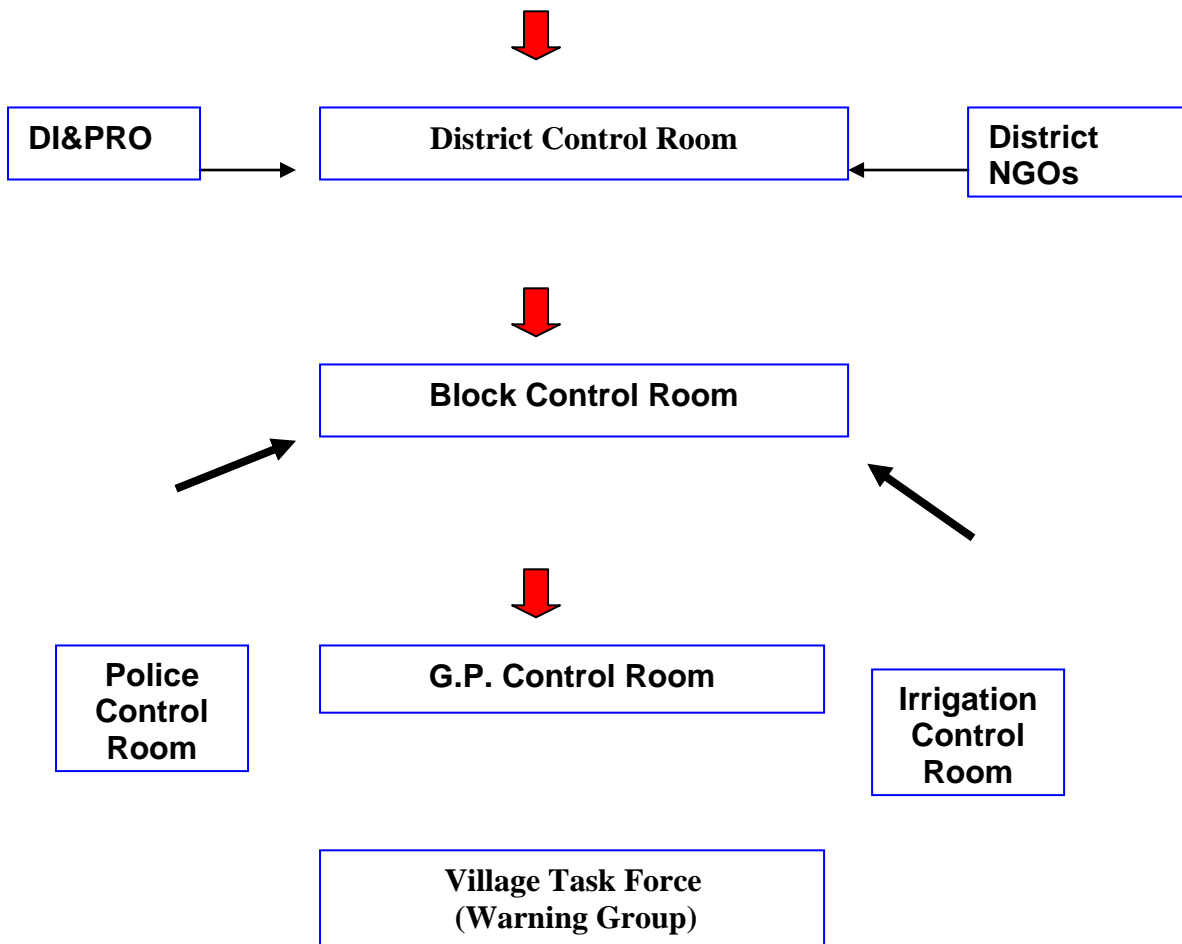 DI&PRO
District Control Room
District
NGOs
Block Control Room
Police
Control
Room
G.P. Control Room
Irrigation
Control
Room
Village Task Force
(Warning Group)